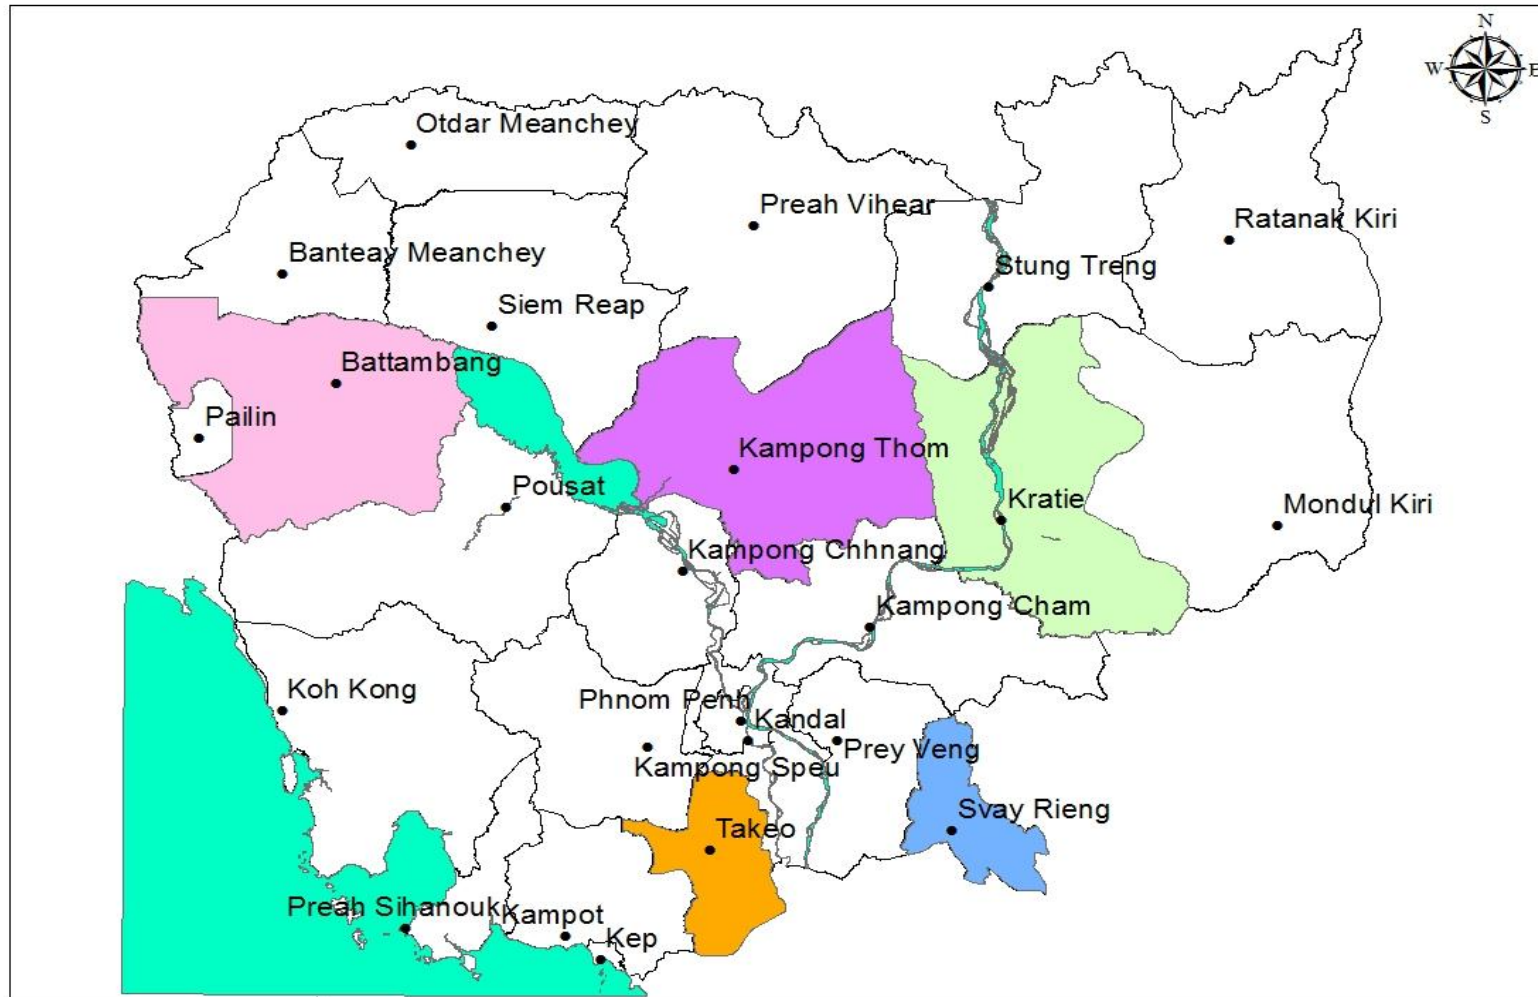 N
W E
S
Otdar Meanchey
Preah Vihear
Ratanak Kiri
Banteay Meanchey
Stung Treng
Siem Reap
Battambang
Pailin
Kampong Thom
Pousat
Kratie
Mondul Kiri
Kampong Chhnang
Kampong Cham
Koh Kong
Phnom Penh
Kandal
Prey Veng
Kampong Speu
Svay Rieng
Takeo
Preah Sihanouk
Kampot
Kep